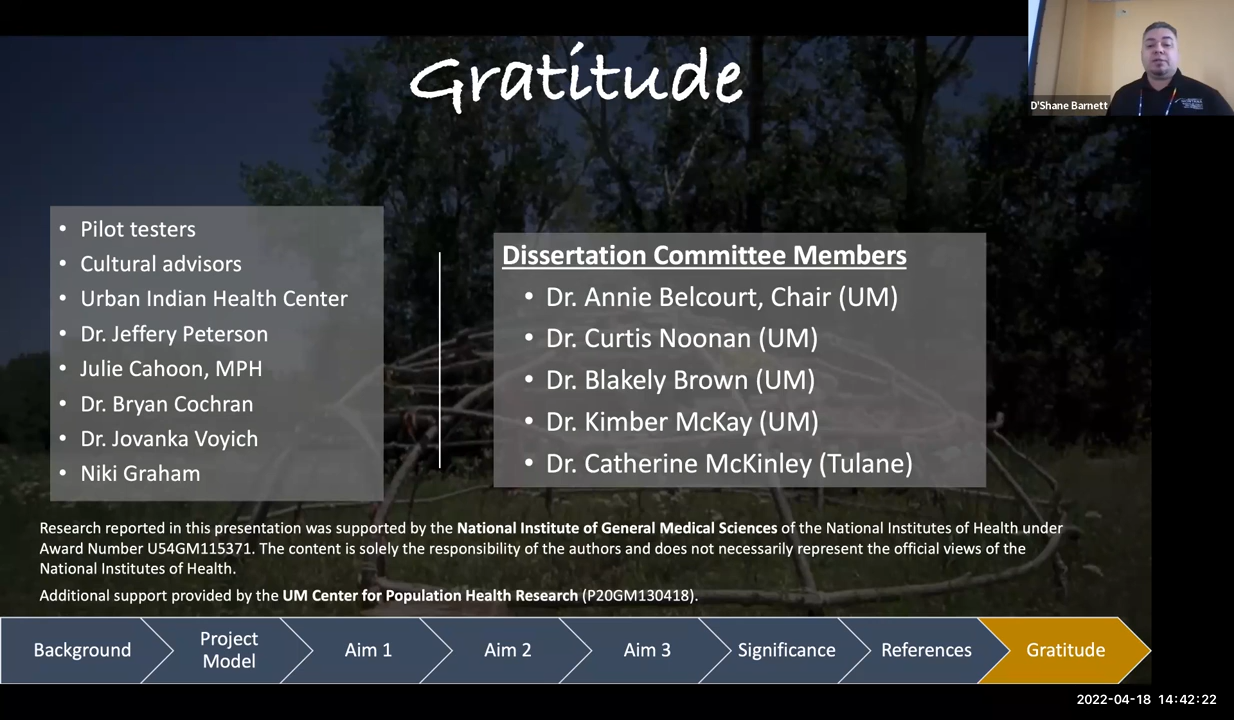 Gratitude
D'Shane Barnett
• Pilot testers
• Cultural advisors
• Urban Indian Health Center
• Dr. Jeffery Peterson
• Julie Cahoon, MPH
• Dr. Bryan Cochran
• Dr. Jovanka Voyich
• Niki Graham
Dissertation Committee Members
• Dr. Annie Belcourt, Chair (UM)
• Dr. Curtis Noonan (UM)
• Dr. Blakely Brown (UM)
• Dr. Kimber McKay (UM)
• Dr. Catherine McKinley (Tulane)
Research reported in this presentation was supported by the National Institute of General Medical Sciences of the National Institutes of Health under
Award Number U54GM115371. The content is solely the responsibility of the authors and does not necessarily represent the official views of the
National Institutes of Health.
Additional support provided by the UM Center for Population Health Research (P20GM130418).
Background
Project
Model
Aim 1
Aim 2
Aim 3
Significance
References
Gratitude
2022-04-18 14:42:22